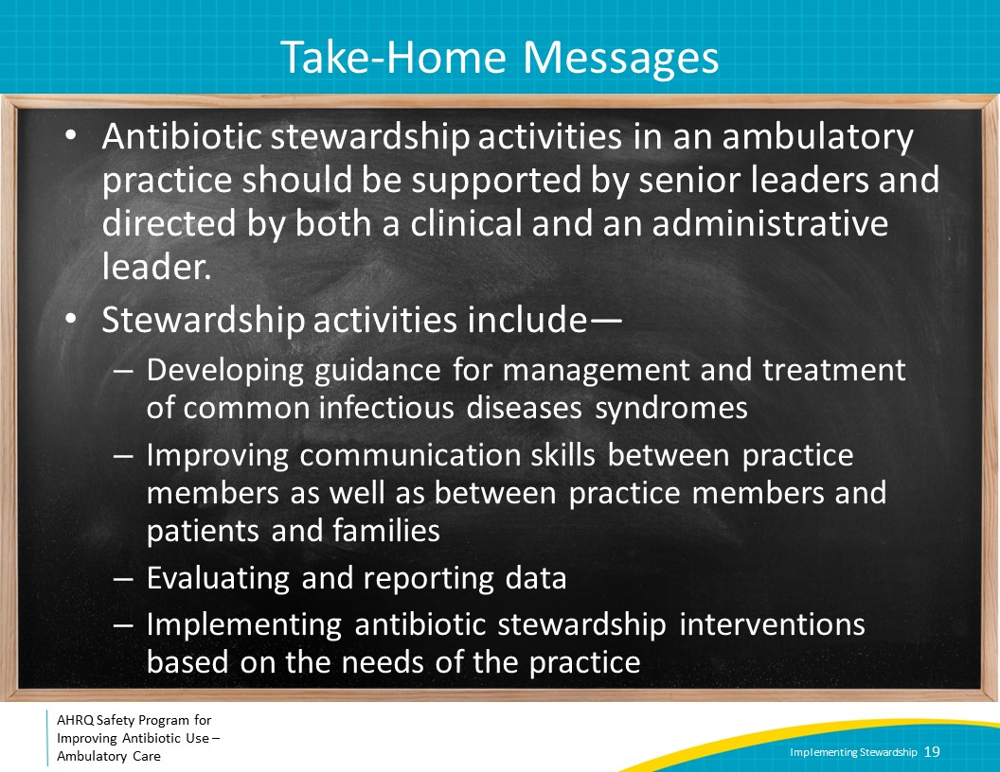 Take-Home Messages
• Antibiotic stewardship activities in an ambulatory
practice should be supported by senior leaders and
directed by both a clinical and an administrative
leader.
• Stewardship activities include—
– Developing guidance for management and treatment
of common infectious diseases syndromes
– Improving communication skills between practice
members as well as between practice members and
patients and families
– Evaluating and reporting data
– Implementing antibiotic stewardship interventions
based on the needs of the practice
AHRQ Safety Program for
Improving Antibiotic Use –
Ambulatory Care
Implementing Stewardship 19